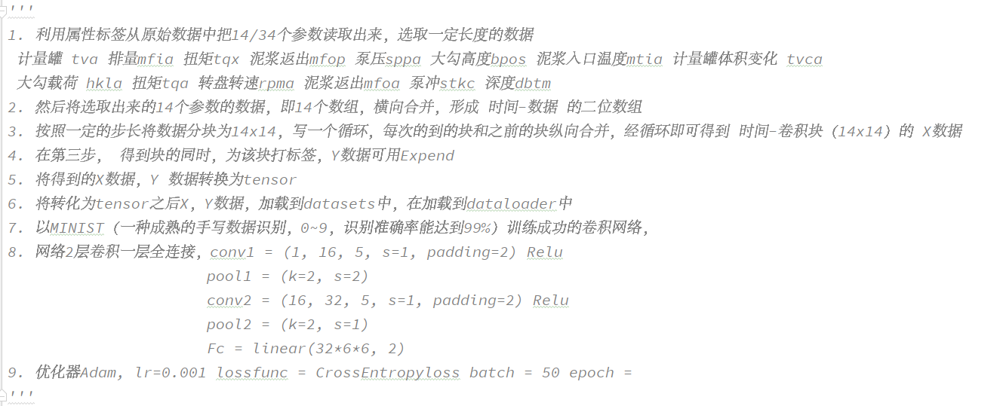 '''
1. 利用属性标签从原始数据中把14/34个参数读取出来，选取一定长度的数据
计量罐 tva 排量mfia 扭矩tqx 泥浆返出mfop 泵压sppa 大勾高度bpos 泥浆入口温度mtia 计量罐体积变化 tvca
大勾载荷 hkla 扭矩tqa 转盘转速rpma 泥浆返出mfoa 泵冲stkc 深度dbtm
2. 然后将选取出来的14个参数的数据，即14个数组，横向合并，形成 时间-数据 的二位数组
3. 按照一定的步长将数据分块为14x14，写一个循环，每次的到的块和之前的块纵向合并，经循环即可得到 时间-卷积块（14x14）的 X数据
4. 在第三步， 得到块的同时，为该块打标签，Y数据可用Expend
5. 将得到的X数据，Y 数据转换为tensor
6. 将转化为tensor之后X，Y数据，加载到datasets中，在加载到dataloader中
7. 以MINIST（一种成熟的手写数据识别，0~9，识别准确率能达到99%）训练成功的卷积网络，
8. 网络2层卷积一层全连接，conv1 = (1, 16, 5, s=1, padding=2) Relu
pool1 = (k=2, s=2)
conv2 = (16, 32, 5, s=1, padding=2) Relu
pool2 = (k=2, s=1)
Fc = linear(32*6*6, 2)
9. 优化器Adam, lr=0.001 lossfunc = CrossEntropyloss batch = 50 epoch =
'''